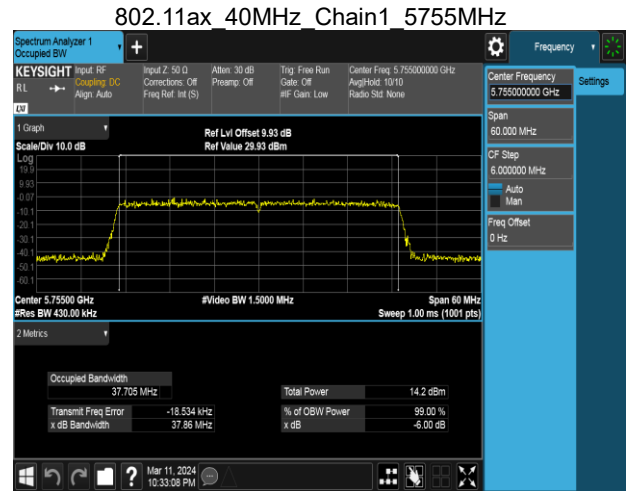 802.11ax_40MHz_Chain1_5755MHz
Spectrum Analyzer 1
Occupied BW
Frequency
KEYSIGHT
RL
LXI
Input: RF
Coupling: DC
Align: Auto
Input Z: 50 Ω
Corrections: Off
Freq Ref: Int (S)
Atten: 30 dB
Preamp: Off
Trig: Free Run
Gate: Off
#IF Gain: Low
Center Freq: 5.755000000 GHz
Avg|Hold: 10/10
Radio Std: None
Center Frequency
5.755000000 GHz
Settings
Span
60.000 MHz
CF Step
6.000000 MHz
Auto
Man
Freq Offset
0 Hz
1 Graph
Scale/Div 10.0 dB
Ref Lvl Offset 9.93 dB
Ref Value 29.93 dBm
Log
19.9
9.93
-0.07
-10.1
-20.1
-30.1
-40.1
-50.1
-60.1
Center 5.75500 GHz
#Res BW 430.00 kHz
#Video BW 1.5000 MHz
Span 60 MHz
Sweep 1.00 ms (1001 pts)
2 Metrics
Occupied Bandwidth
37.705 MHz
Total Power 14.2 dBm
Transmit Freq Error -18.534 kHz
% of OBW Power 99.00 %
x dB Bandwidth 37.86 MHz
x dB -6.00 dB
Mar 11, 2024
10:33:08 PM